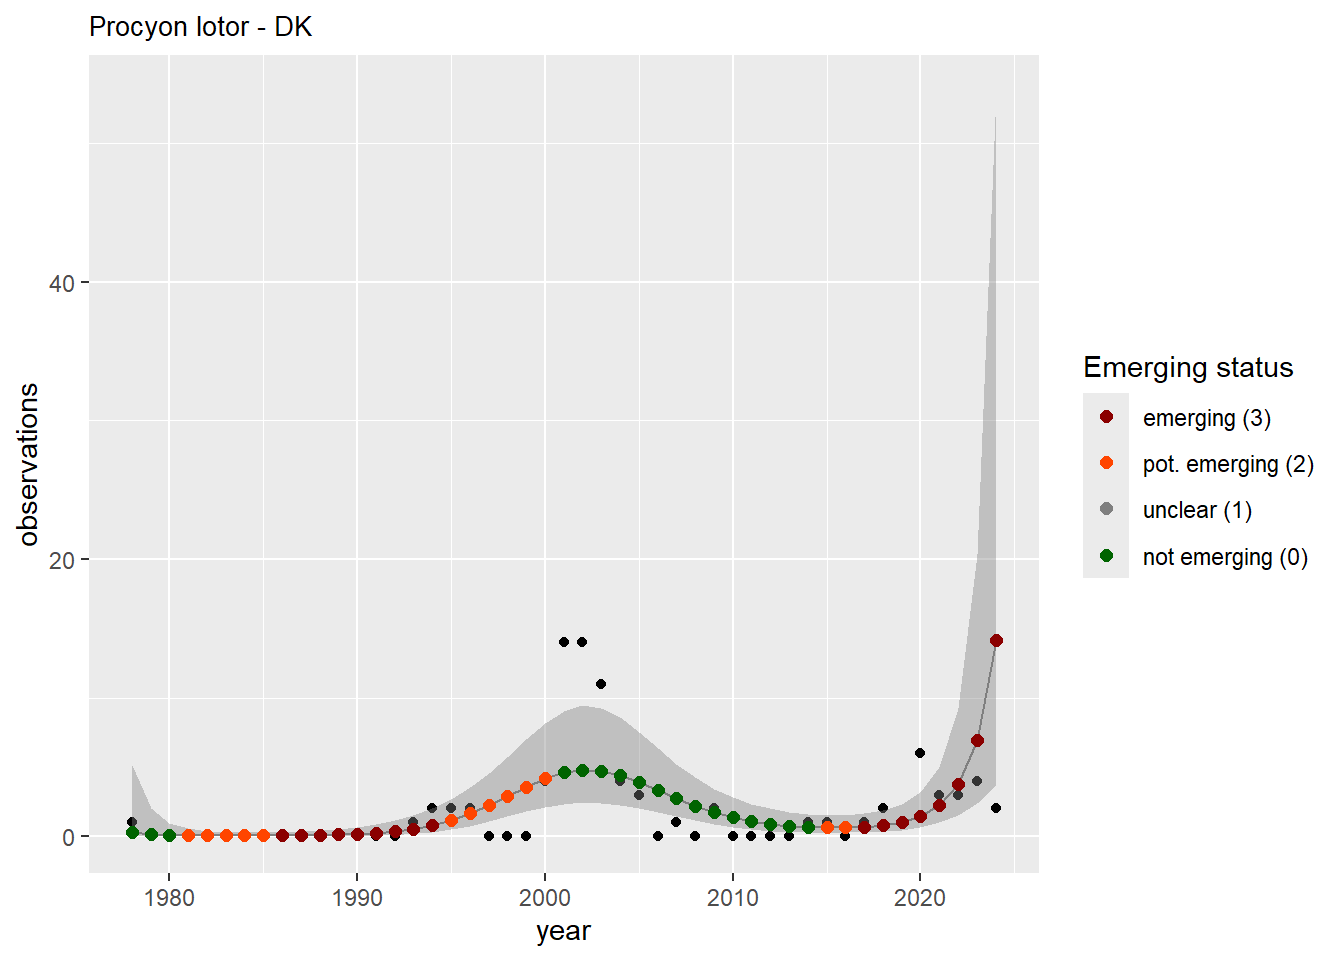 Procyon lotor - DK
observations
40
20
0
1980
1990
2000
2010
2020
year
Emerging status
emerging (3)
pot. emerging (2)
unclear (1)
not emerging (0)